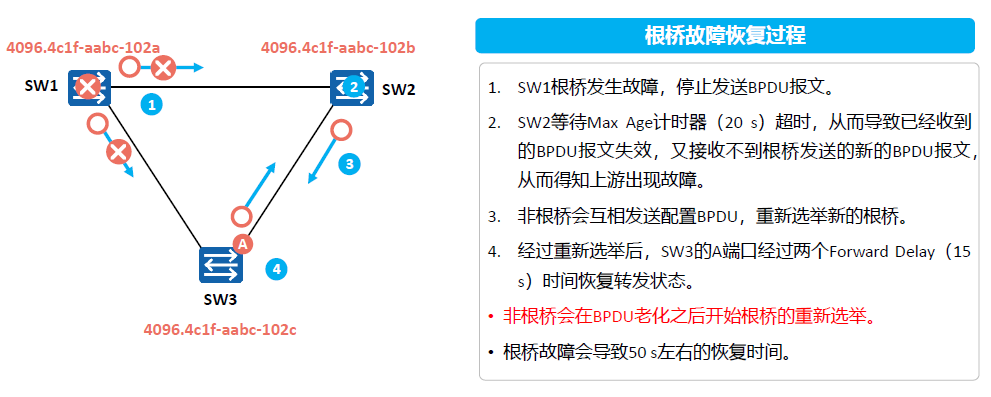 4096.4c1f-aabc-102a
4096.4c1f-aabc-102b
SW1
SW2
1
2
3
A
4
SW3
4096.4c1f-aabc-102c
根桥故障恢复过程
1. SW1根桥发生故障，停止发送BPDU报文。
2. SW2等待Max Age计时器（20 s）超时，从而导致已经收到
的BPDU报文失效，又接收不到根桥发送的新的BPDU报文，
从而得知上游出现故障。
3. 非根桥会互相发送配置BPDU，重新选举新的根桥。
4. 经过重新选举后，SW3的A端口经过两个Forward Delay（15
s）时间恢复转发状态。
• 非根桥会在BPDU老化之后开始根桥的重新选举。
• 根桥故障会导致50 s左右的恢复时间。